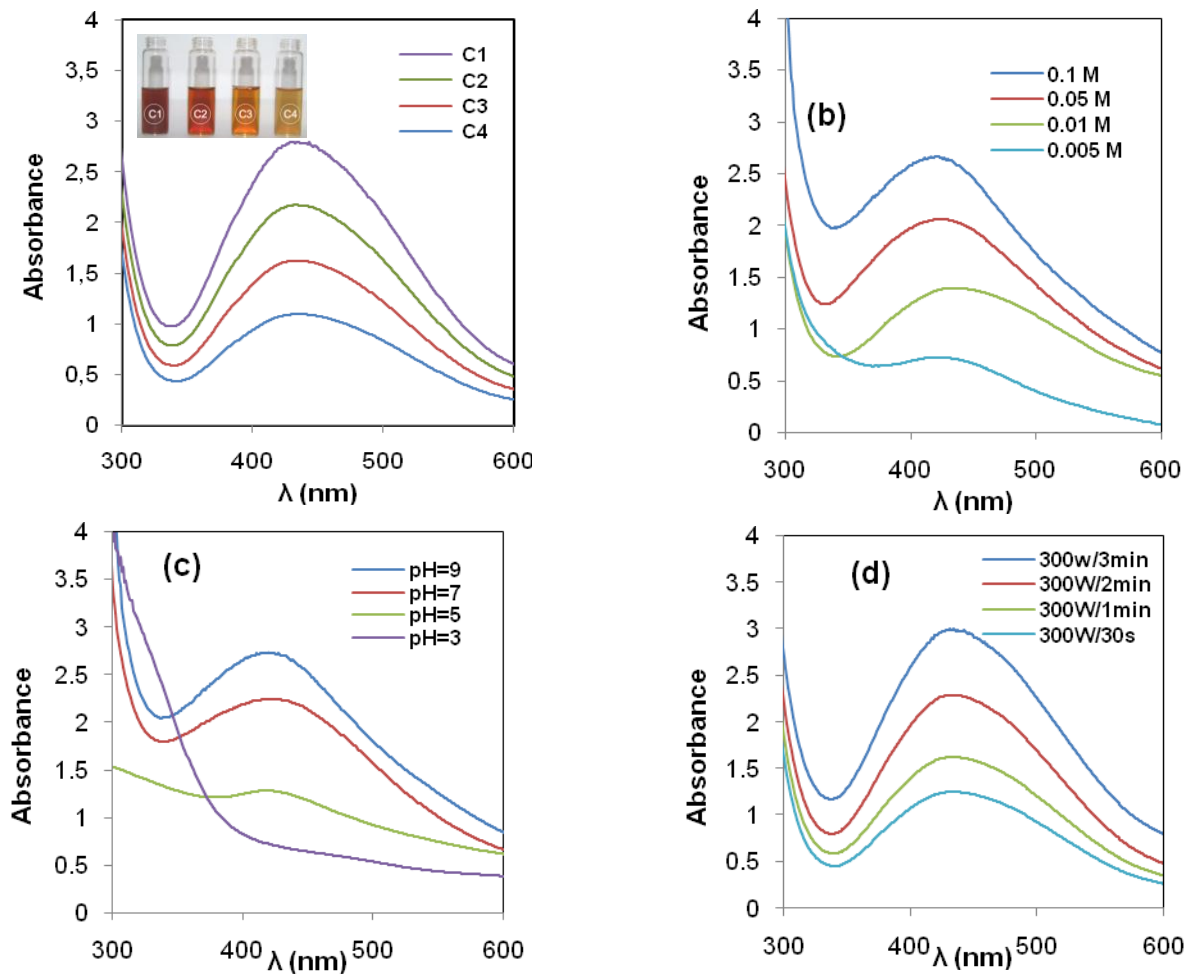 4
3,5
3
2,5
2
1,5
1
0,5
0
Absorbance
C1 C2 C3 C4
C1
C2
C3
C4
300 400 500 600
λ (nm)
4
3.5
3
2.5
2
1.5
1
0.5
0
Absorbance
(b)
0.1 M
0.05 M
0.01 M
0.005 M
300 400 500 600
λ (nm)
4
3.5
3
2.5
2
1.5
1
0.5
0
Absorbance
(c)
pH=9
pH=7
pH=5
pH=3
300 400 500 600
λ (nm)
4
3.5
3
2.5
2
1.5
1
0.5
0
Absorbance
(d)
300w/3min
300W/2min
300W/1min
300W/30s
300 400 500 600
λ (nm)